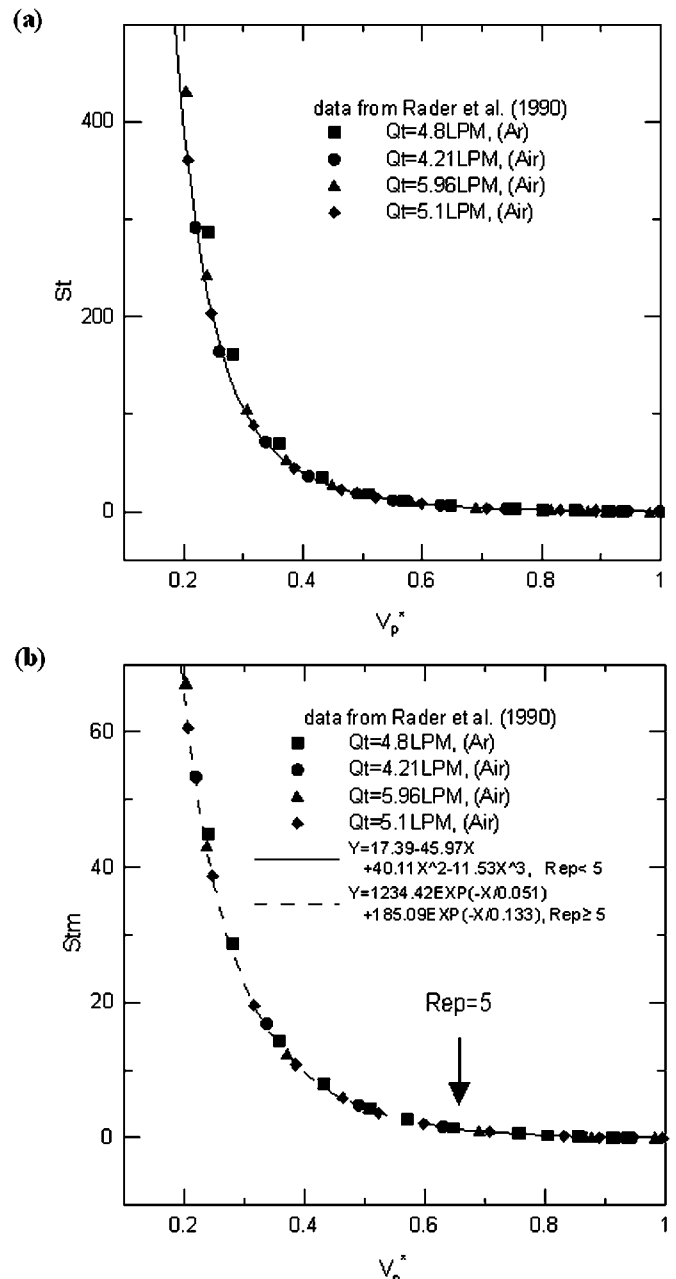 (a)
400
200
0
St
data from Rader et al. (1990)
Qt=4.8LPM, (Ar)
Qt=4.21LPM, (Air)
Qt=5.96LPM, (Air)
Qt=5.1LPM, (Air)
0.2 0.4 0.6 0.8 1
Vp*
(b)
60
40
20
0
Stm
data from Rader et al. (1990)
Qt=4.8LPM, (Ar)
Qt=4.21LPM, (Air)
Qt=5.96LPM, (Air)
Qt=5.1LPM, (Air)
Y=17.39-45.97X
+40.11X^2-11.53X^3, Rep< 5
Y=1234.42EXP(-X/0.051)
+185.09EXP(-X/0.133), Rep≥ 5
Rep=5
0.2 0.4 0.6 0.8 1
Vp*